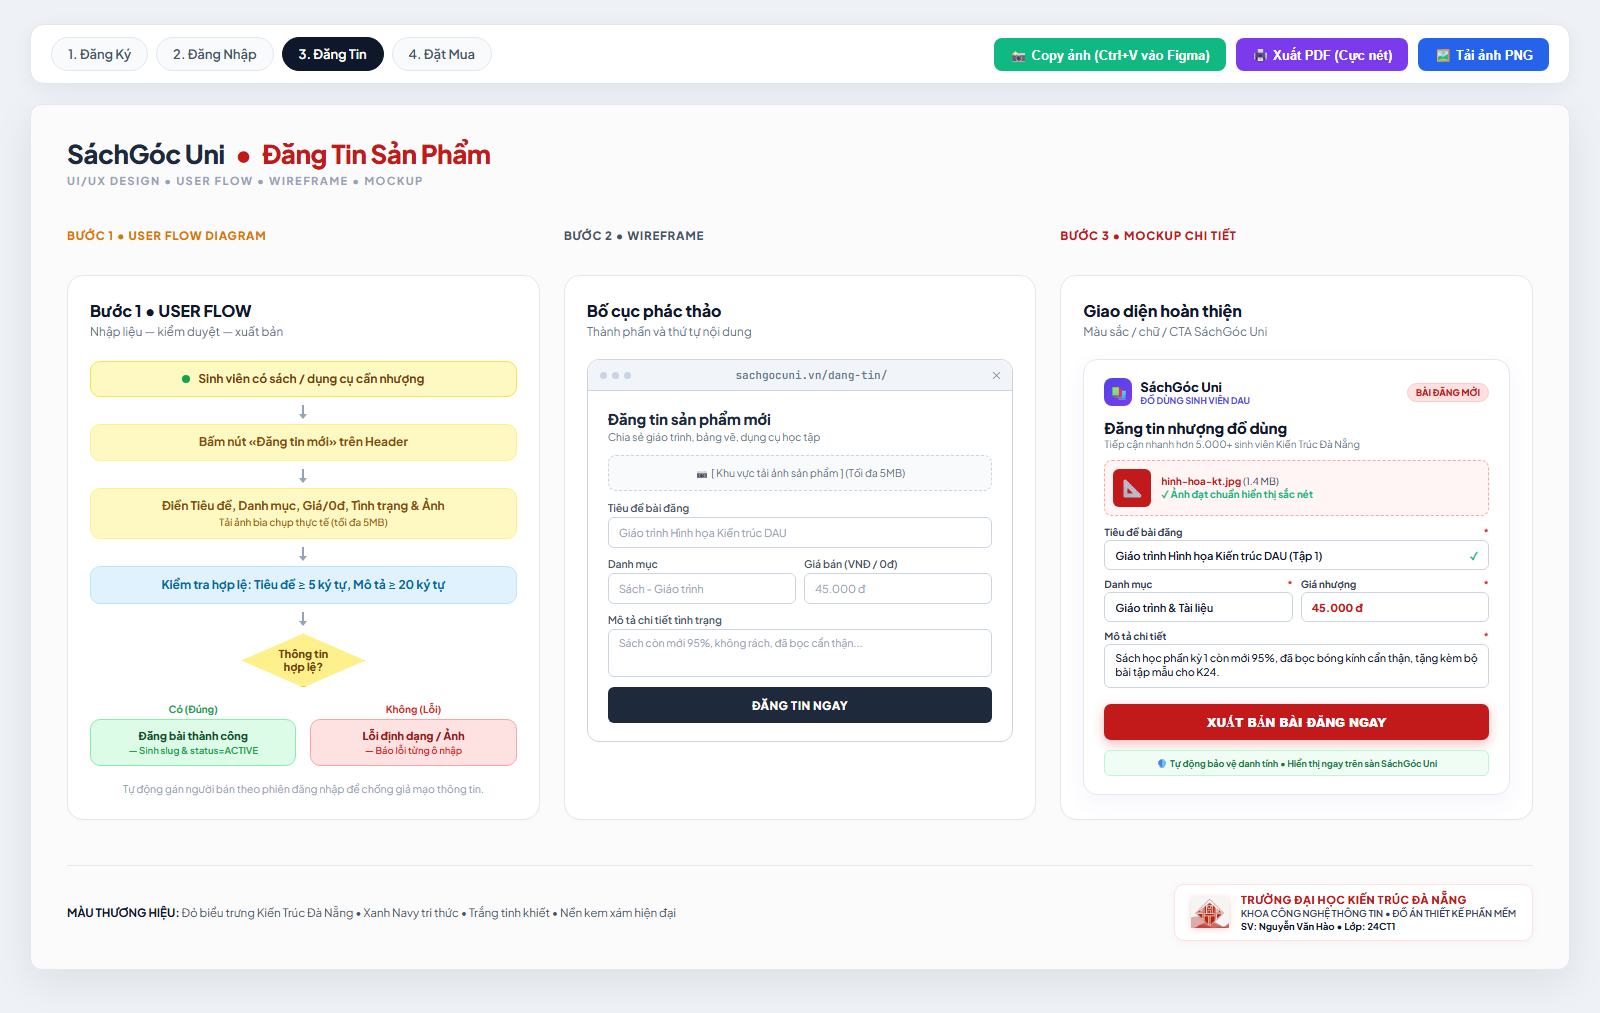 1. Đăng Ký
2. Đăng Nhập
3. Đăng Tin
4. Đặt Mua
Copy ảnh (Ctrl+V vào Figma)
Xuất PDF (Cực nét)
Tải ảnh PNG
SáchGóc Uni ● Đăng Tin Sản Phẩm
UI/UX DESIGN ● USER FLOW ● WIREFRAME ● MOCKUP
BƯỚC 1 ● USER FLOW DIAGRAM
Bước 1 ● USER FLOW
Nhập liệu — kiểm duyệt — xuất bản
Sinh viên có sách / dụng cụ cần nhượng
Bấm nút «Đăng tin mới» trên Header
Điền Tiêu đề, Danh mục, Giá/0đ, Tình trạng & Ảnh
Tải ảnh bìa chụp thực tế (tối đa 5MB)
Kiểm tra hợp lệ: Tiêu đề ≥ 5 ký tự, Mô tả ≥ 20 ký tự
Thông tin
hợp lệ?
Có (Đúng)
Đăng bài thành công
— Sinh slug & status=ACTIVE
Không (Lỗi)
Lỗi định dạng / Ảnh
— Báo lỗi từng ô nhập
Tự động gán người bán theo phiên đăng nhập để chống giả mạo thông tin.
BƯỚC 2 ● WIREFRAME
Bố cục phác thảo
Thành phần và thứ tự nội dung
sachgocuni.vn/dang-tin/
Đăng tin sản phẩm mới
Chia sẻ giáo trình, bảng vẽ, dụng cụ học tập
[ Khu vực tải ảnh sản phẩm ] (Tối đa 5MB)
Tiêu đề bài đăng
Giáo trình Hình họa Kiến trúc DAU
Danh mục
Sách - Giáo trình
Giá bán (VNĐ / 0đ)
45.000 đ
Mô tả chi tiết tình trạng
Sách còn mới 95%, không rách, đã bọc cẩn thận...
ĐĂNG TIN NGAY
BƯỚC 3 ● MOCKUP CHI TIẾT
Giao diện hoàn thiện
Màu sắc / chữ / CTA SáchGóc Uni
SáchGóc Uni
ĐỒ DÙNG SINH VIÊN DAU
BÀI ĐĂNG MỚI
Đăng tin nhượng đồ dùng
Tiếp cận nhanh hơn 5.000+ sinh viên Kiến Trúc Đà Nẵng
hinh-hoa-kt.jpg (1.4 MB)
✓ Ảnh đạt chuẩn hiển thị sắc nét
Tiêu đề bài đăng *
Giáo trình Hình họa Kiến trúc DAU (Tập 1) ✓
Danh mục *
Giáo trình & Tài liệu
Giá nhượng *
45.000 đ
Mô tả chi tiết *
Sách học phần kỳ 1 còn mới 95%, đã bọc bóng kính cẩn thận, tặng kèm bộ
bài tập mẫu cho K24.
XUẤT BẢN BÀI ĐĂNG NGAY
Tự động bảo vệ danh tính ● Hiển thị ngay trên sàn SáchGóc Uni
MÀU THƯƠNG HIỆU: Đỏ biểu trưng Kiến Trúc Đà Nẵng ● Xanh Navy tri thức ● Trắng tinh khiết ● Nền kem xám hiện đại
TRƯỜNG ĐẠI HỌC KIẾN TRÚC ĐÀ NẴNG
KHOA CÔNG NGHỆ THÔNG TIN ● ĐỒ ÁN THIẾT KẾ PHẦN MỀM
SV: Nguyễn Văn Hào ● Lớp: 24CT1